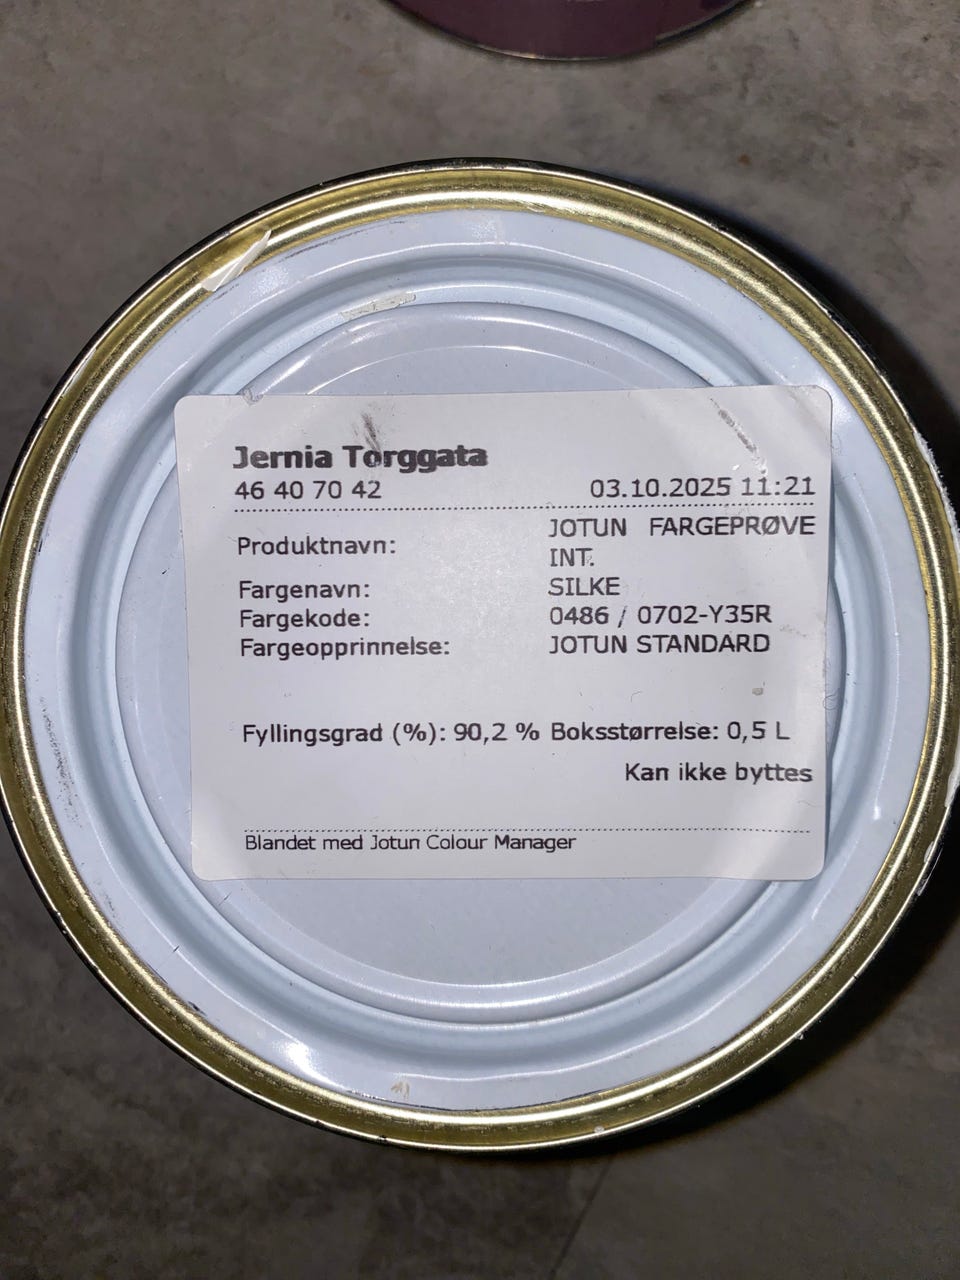 Jernia Torggata
46 40 70 42 03.10.2025 11:21
Produktnavn: JOTUN FARGEPRØVE
INT.
Fargenavn: SILKE
Fargekode: 0486 / 0702-Y35R
Fargeopprinnelse: JOTUN STANDARD
Fyllingsgrad (%): 90,2 % Boksstørrelse: 0,5 L
Kan ikke byttes
Blandet med Jotun Colour Manager